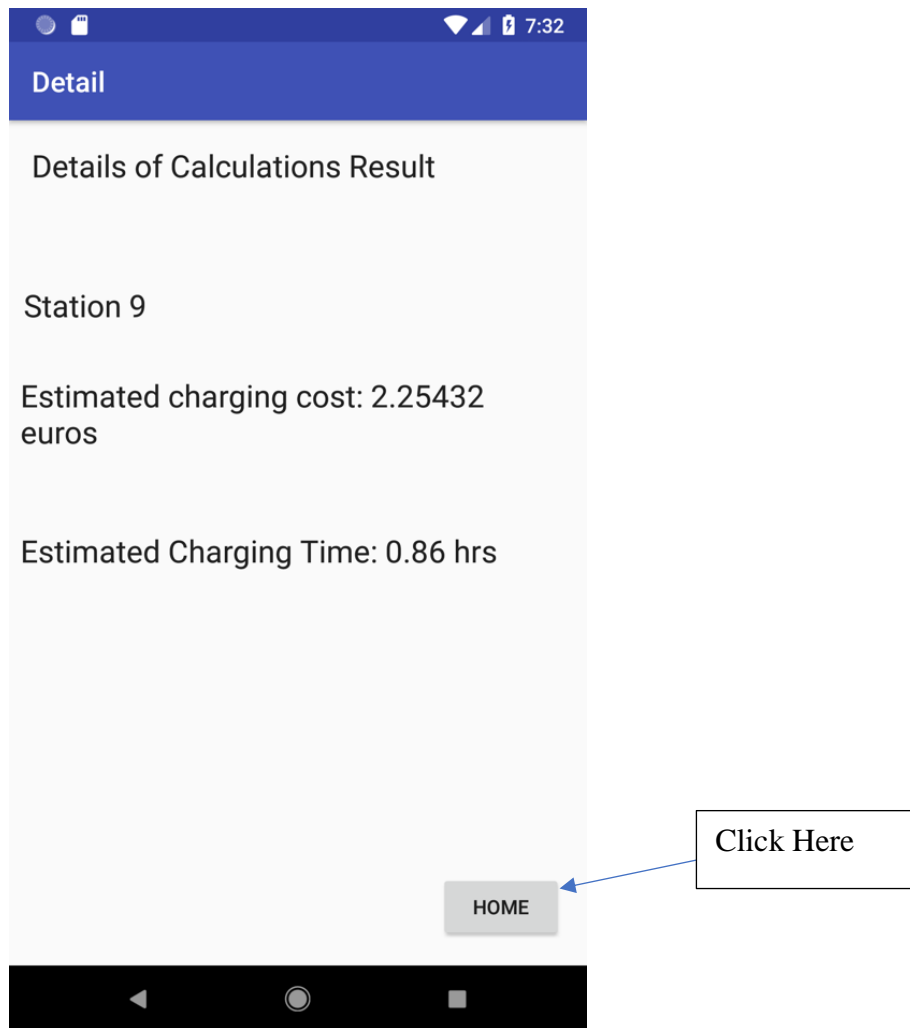 7:32
Detail
Details of Calculations Result
Station 9
Estimated charging cost: 2.25432
euros
Estimated Charging Time: 0.86 hrs
Click Here
HOME